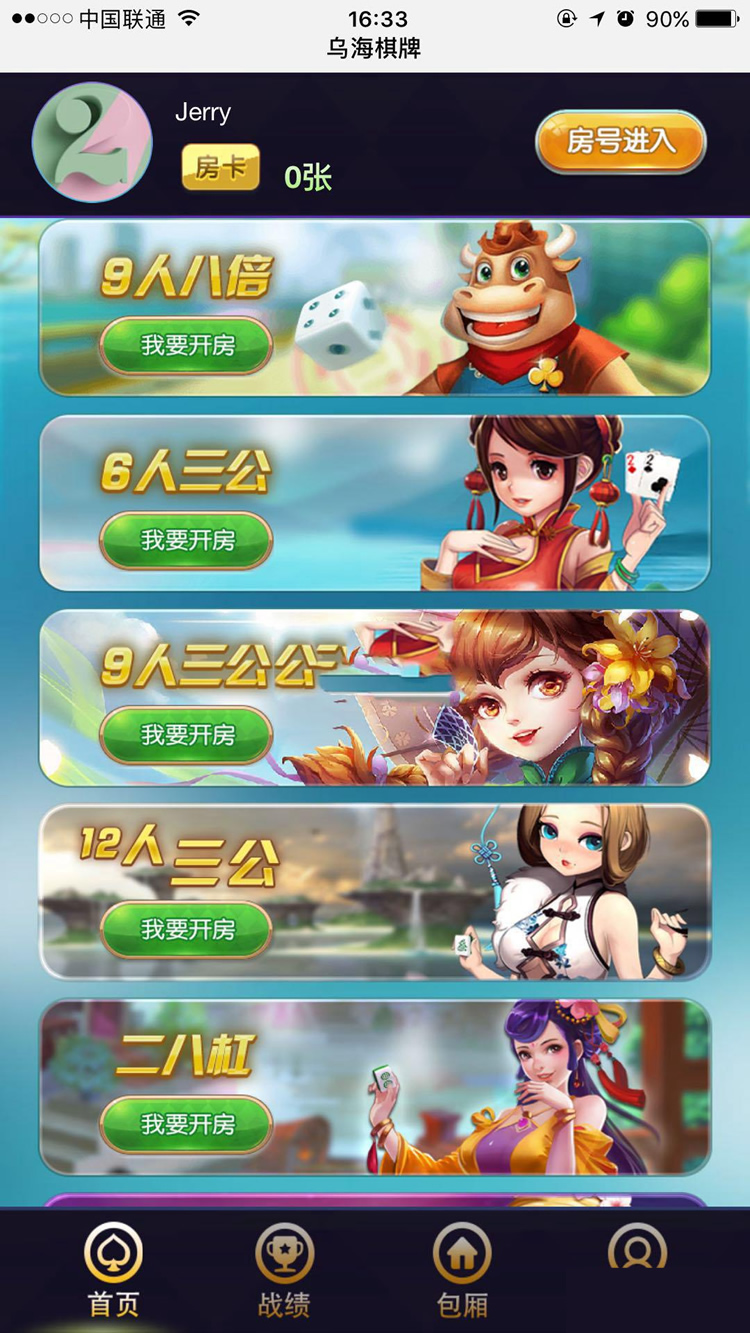 中国联通
16:33
90%
乌海棋牌
Jerry
房卡
0张
房号进入
9人八倍
我要开房
6人三公
我要开房
9人三公公
我要开房
12人三公
我要开房
二八杠
我要开房
首页
战绩
包厢